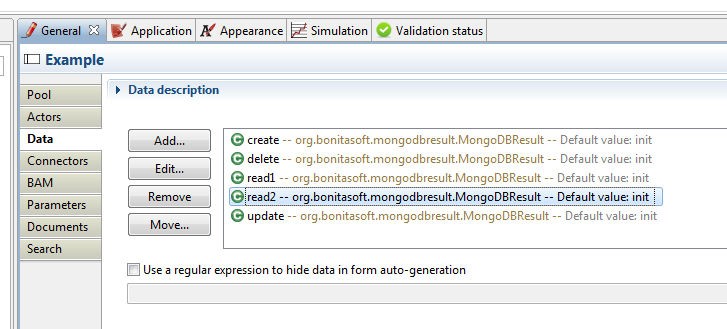 General Application Appearance Simulation Validation status
Example
Pool
Actors
Data
Connectors
BAM
Parameters
Documents
Search
Data description
Add...
Edit...
Remove
Move...
create -- org.bonitasoft.mongodbresult.MongoDBResult -- Default value: init
delete -- org.bonitasoft.mongodbresult.MongoDBResult -- Default value: init
read1 -- org.bonitasoft.mongodbresult.MongoDBResult -- Default value: init
read2 -- org.bonitasoft.mongodbresult.MongoDBResult -- Default value: init
update -- org.bonitasoft.mongodbresult.MongoDBResult -- Default value: init
Use a regular expression to hide data in form auto-generation